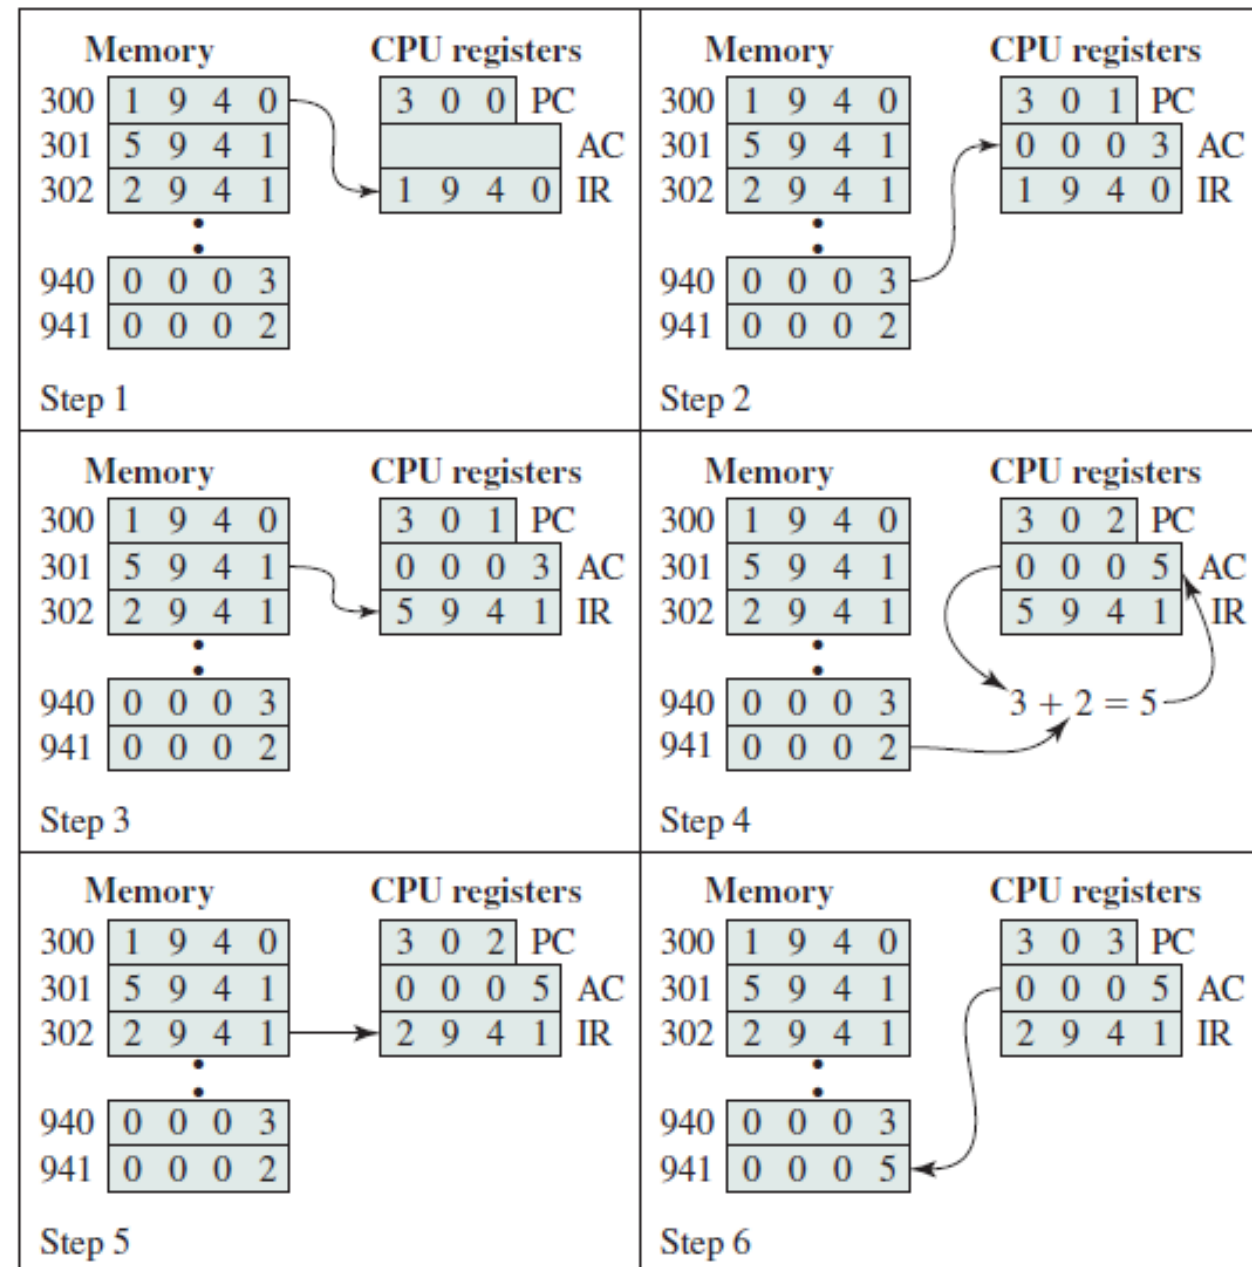 Memory CPU registers
300 1 9 4 0 3 0 0 PC
301 5 9 4 1 AC
302 2 9 4 1 1 9 4 0 IR
940 0 0 0 3
941 0 0 0 2
Step 1
Memory CPU registers
300 1 9 4 0 3 0 1 PC
301 5 9 4 1 0 0 0 3 AC
302 2 9 4 1 1 9 4 0 IR
940 0 0 0 3
941 0 0 0 2
Step 2
Memory CPU registers
300 1 9 4 0 3 0 1 PC
301 5 9 4 1 0 0 0 3 AC
302 2 9 4 1 5 9 4 1 IR
940 0 0 0 3
941 0 0 0 2
Step 3
Memory CPU registers
300 1 9 4 0 3 0 2 PC
301 5 9 4 1 0 0 0 5 AC
302 2 9 4 1 5 9 4 1 IR
940 0 0 0 3 3 + 2 = 5
941 0 0 0 2
Step 4
Memory CPU registers
300 1 9 4 0 3 0 2 PC
301 5 9 4 1 0 0 0 5 AC
302 2 9 4 1 2 9 4 1 IR
940 0 0 0 3
941 0 0 0 2
Step 5
Memory CPU registers
300 1 9 4 0 3 0 3 PC
301 5 9 4 1 0 0 0 5 AC
302 2 9 4 1 2 9 4 1 IR
940 0 0 0 3
941 0 0 0 5
Step 6